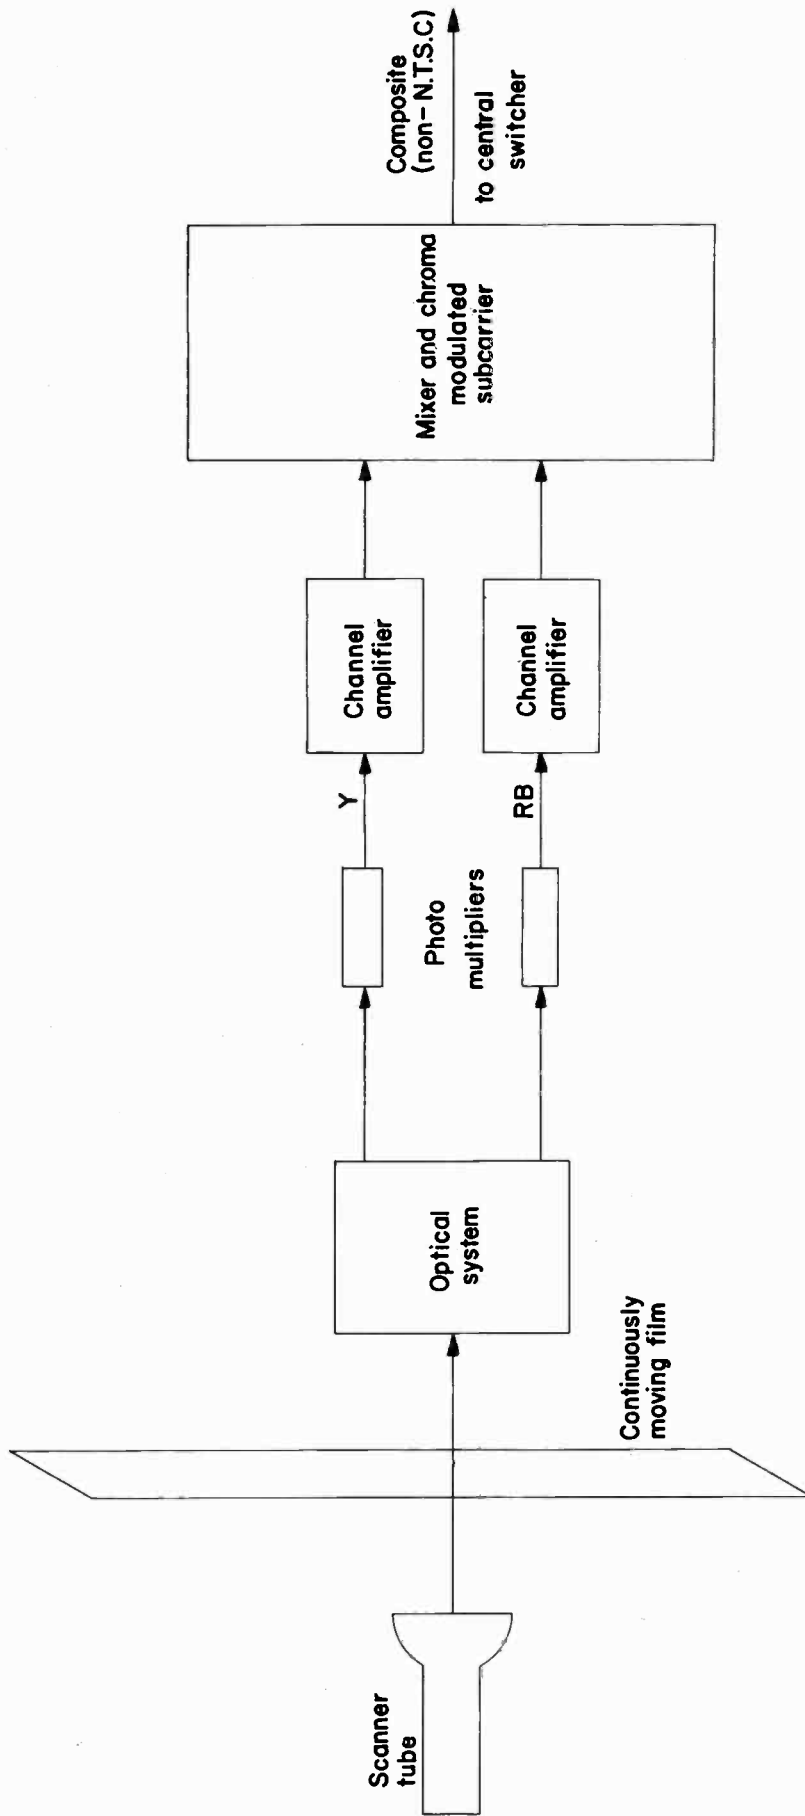 Scanner
tube
Continuously
moving film
Optical
system
Photo
multipliers
Y
RB
Channel
amplifier
Channel
amplifier
Mixer and chroma
modulated
subcarrier
Composite
(non-N.T.S.C)
to central
switcher